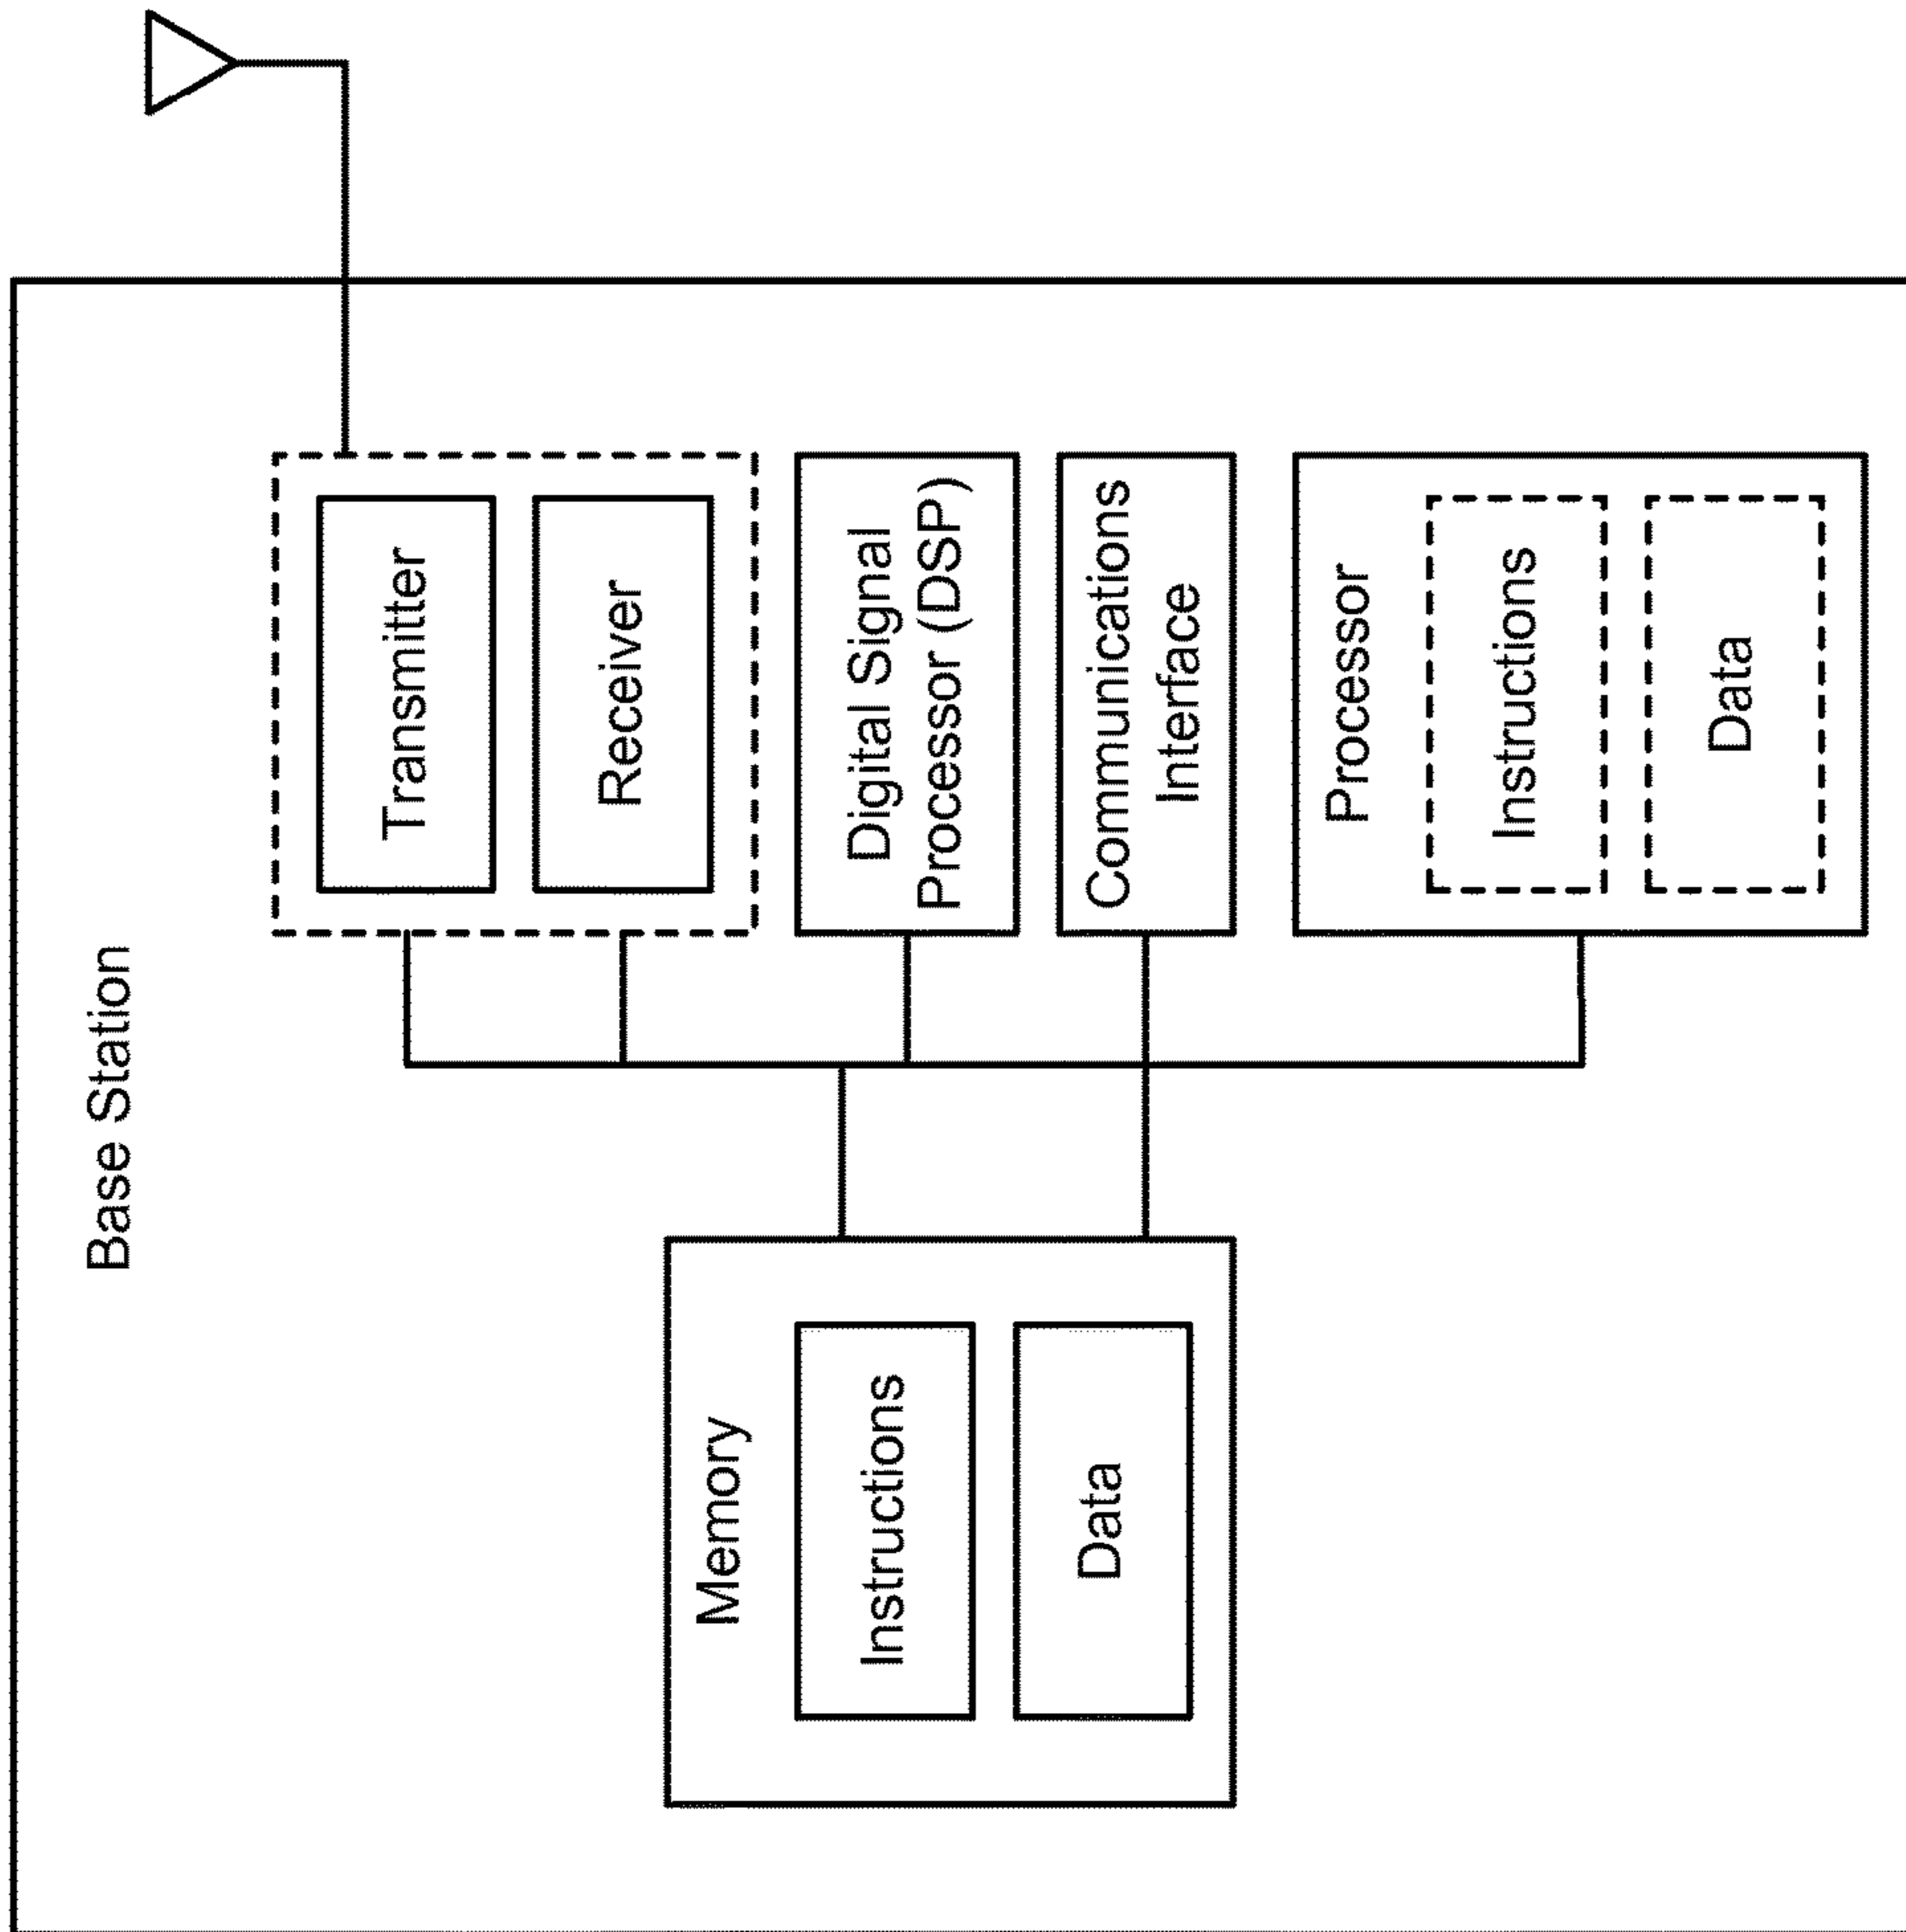 Base Station
Transmitter
Receiver
Digital Signal
Processor (DSP)
Communications
Interface
Processor
Instructions
Data
Memory
Instructions
Data